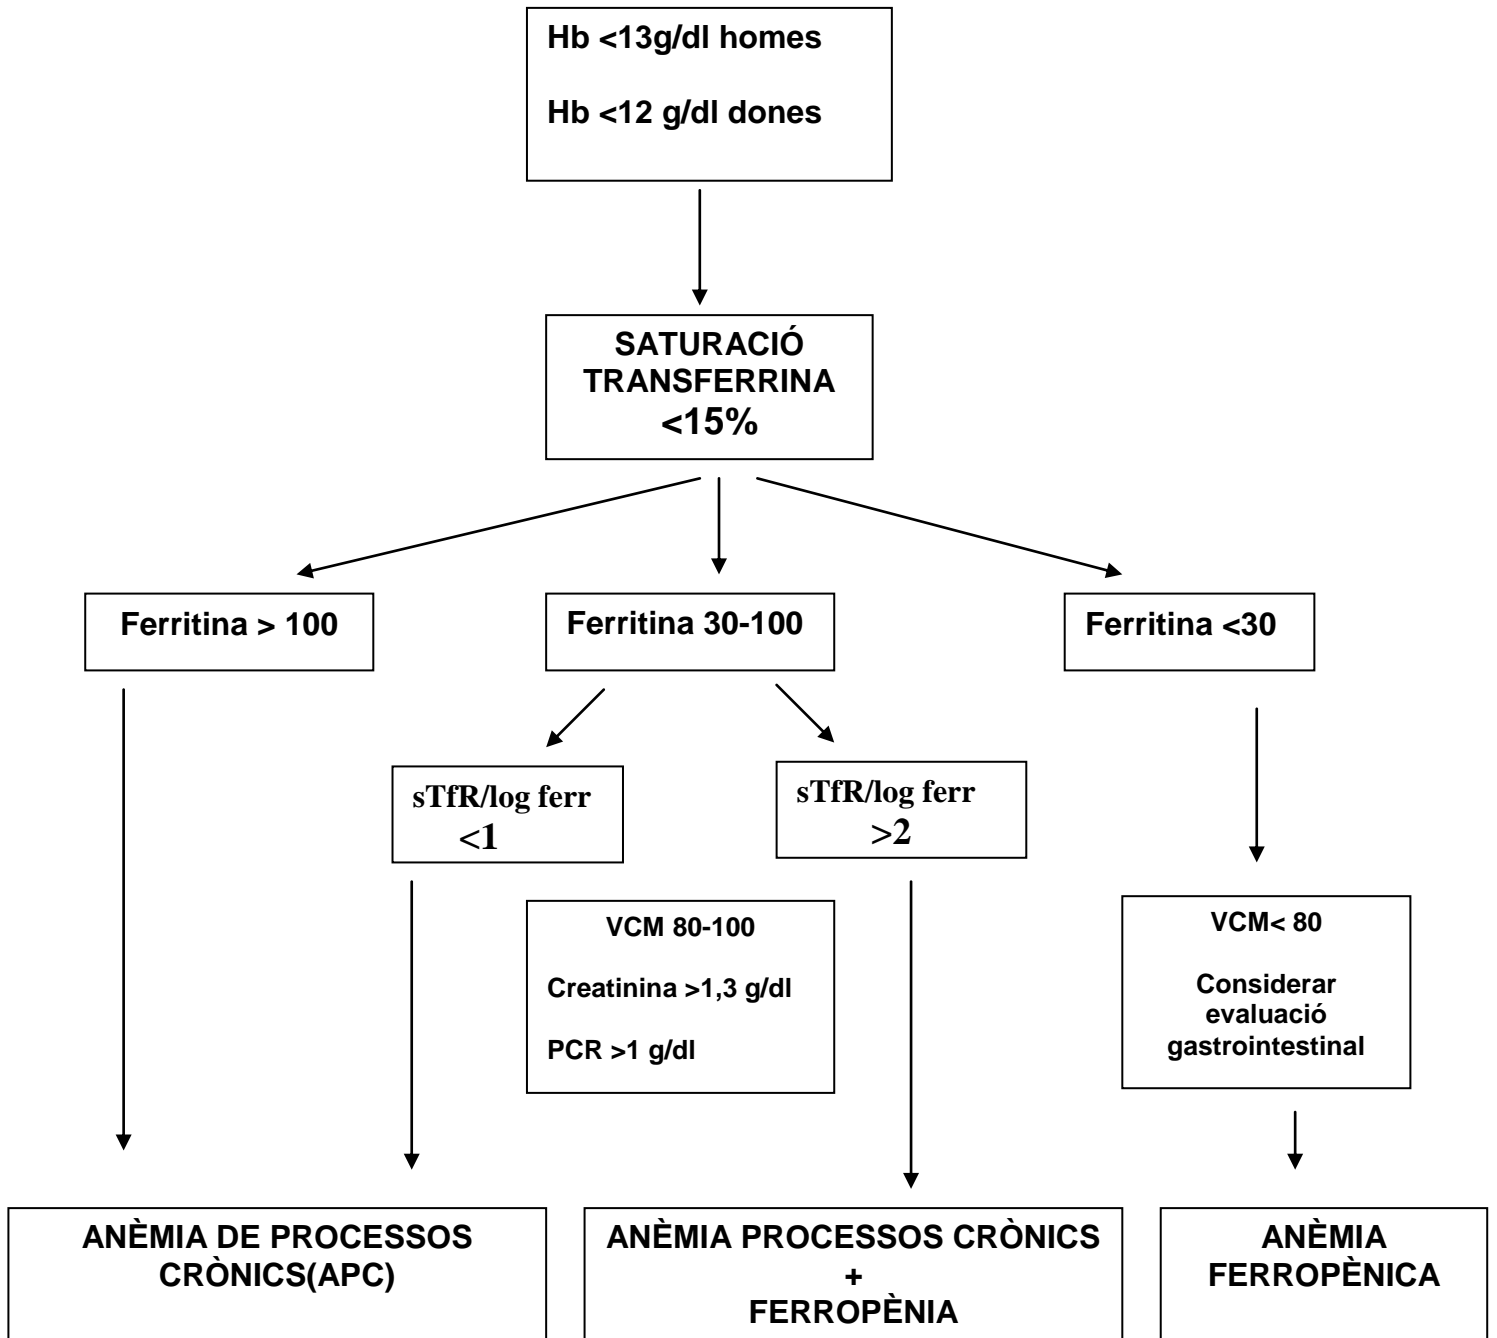 Hb <13g/dl homes
Hb <12 g/dl dones
SATURACIÓ
TRANSFERRINA
<15%
Ferritina > 100
Ferritina 30-100
Ferritina <30
sTfR/log ferr
<1
sTfR/log ferr
>2
VCM 80-100
Creatinina >1,3 g/dl
PCR >1 g/dl
VCM< 80
Considerar
evaluació
gastrointestinal
ANÈMIA DE PROCESSOS
CRÒNICS(APC)
ANÈMIA PROCESSOS CRÒNICS
+
FERROPÈNIA
ANÈMIA
FERROPÈNICA